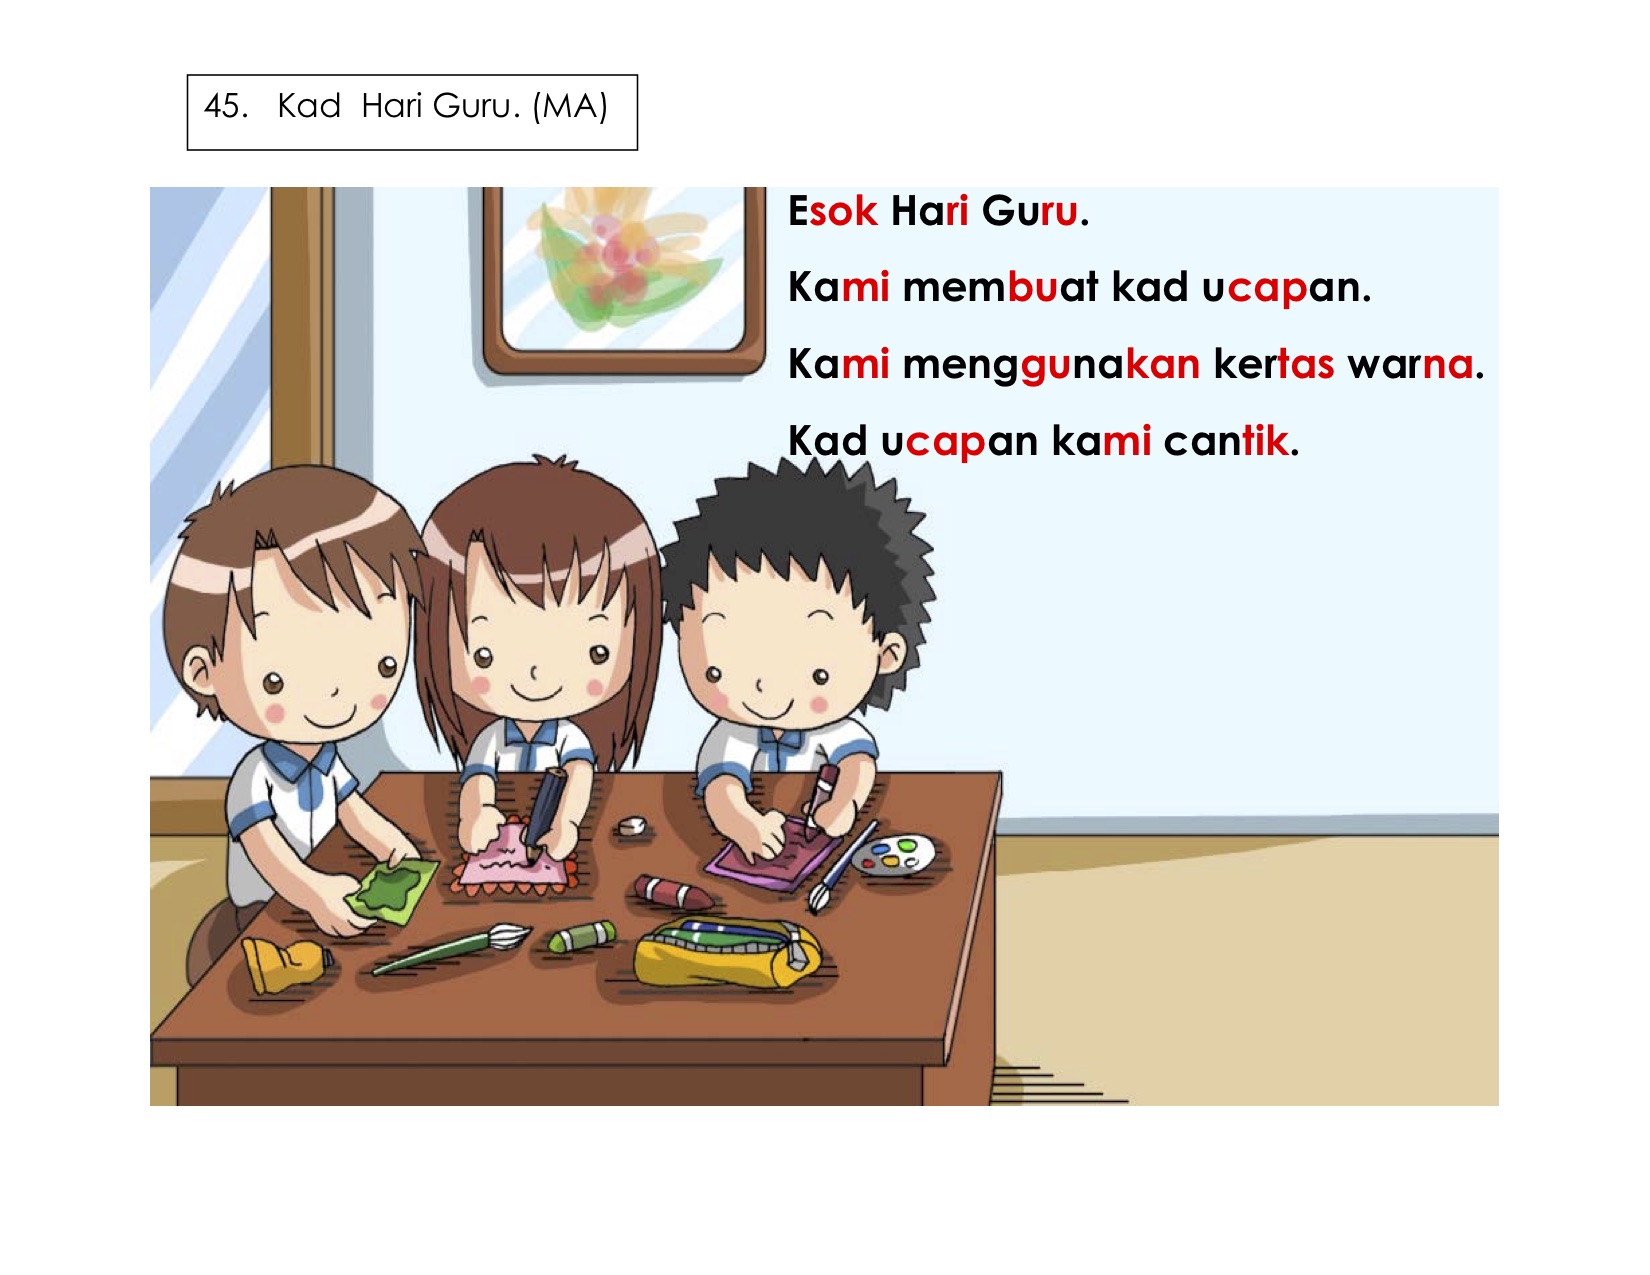 45. Kad Hari Guru. (MA)
Esok Hari Guru.
Kami membuat kad ucapan.
Kami menggunakan kertas warna.
Kad ucapan kami cantik.